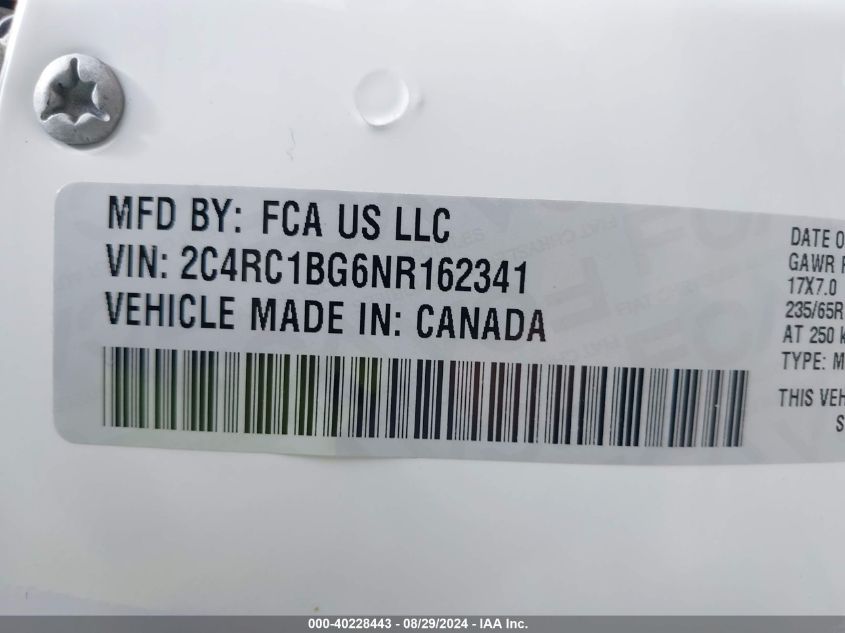 MFD BY: FCA US LLC
VIN: 2C4RC1BG6NR162341
VEHICLE MADE IN: CANADA
DATE O
GAWR
17X7.0
235/65R
AT 250
TYPE: M
THIS VEH
S
000-40228443 - 08/29/2024 - IAA Inc.